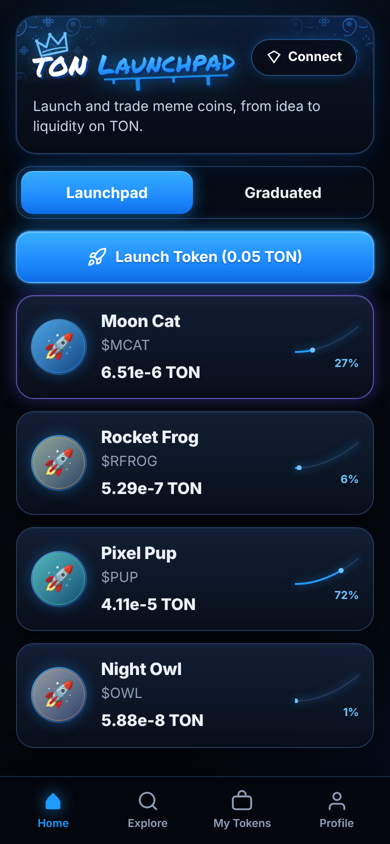 TON LAUNCHPAD
Connect
Launch and trade meme coins, from idea to
liquidity on TON.
Launchpad
Graduated
Launch Token (0.05 TON)
Moon Cat
$MCAT
6.51e-6 TON
27%
Rocket Frog
$RFROG
5.29e-7 TON
6%
Pixel Pup
$PUP
4.11e-5 TON
72%
Night Owl
$OWL
5.88e-8 TON
1%
Home
Explore
My Tokens
Profile